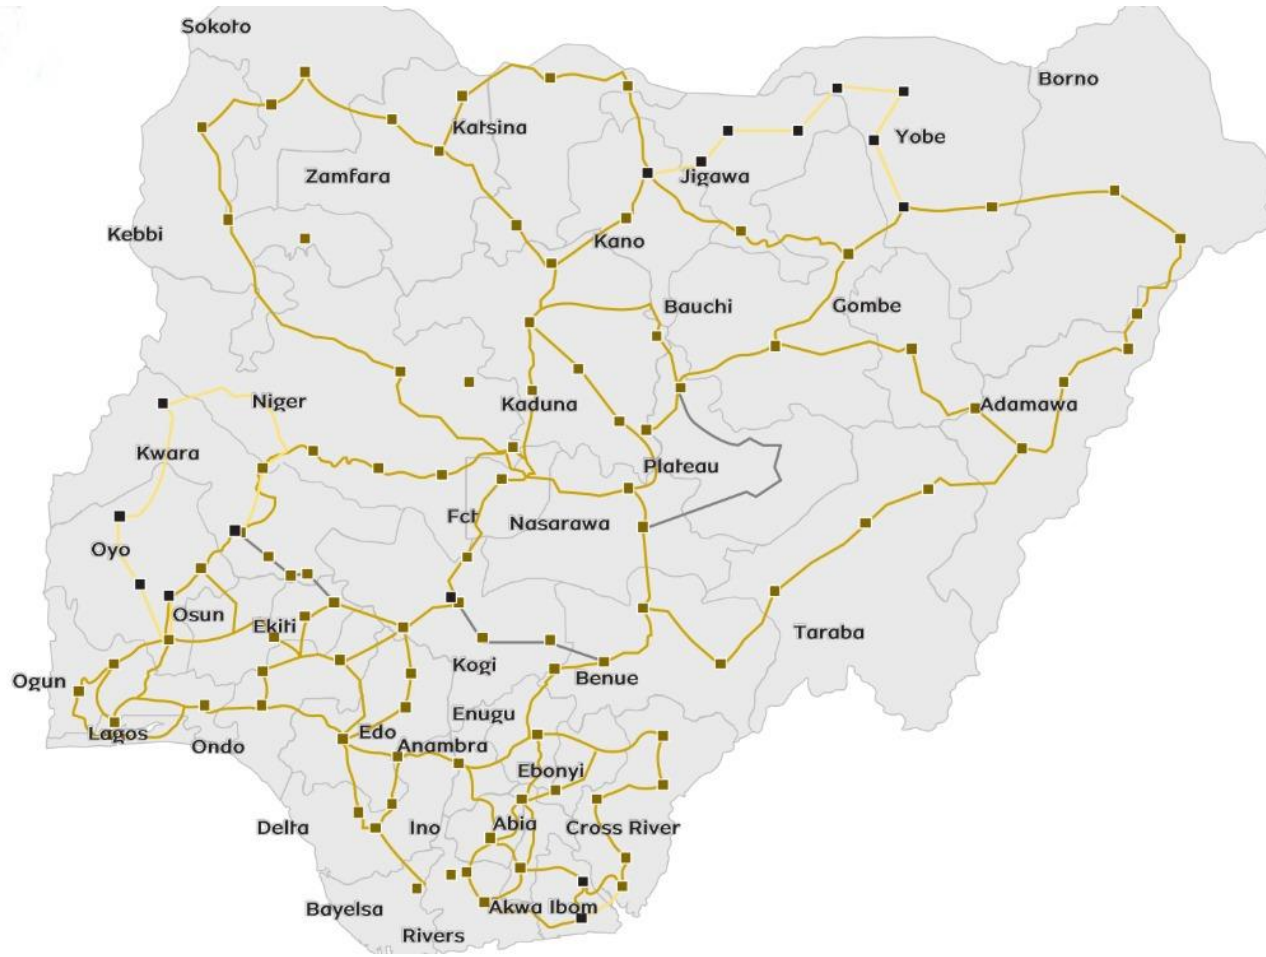 Sokoto
Borno
Katsina
Yobe
Zamfara
Jigawa
Kebbi
Kano
Bauchi
Gombe
Niger
Kaduna
Adamawa
Kwara
Plateau
Fct
Nasarawa
Oyo
Osun
Ekiti
Taraba
Kogi
Benue
Ogun
Enugu
Lagos
Edo
Ondo
Anambra
Ebonyi
Delta
Ino
Abia
Cross River
Bayelsa
Akwa Ibom
Rivers